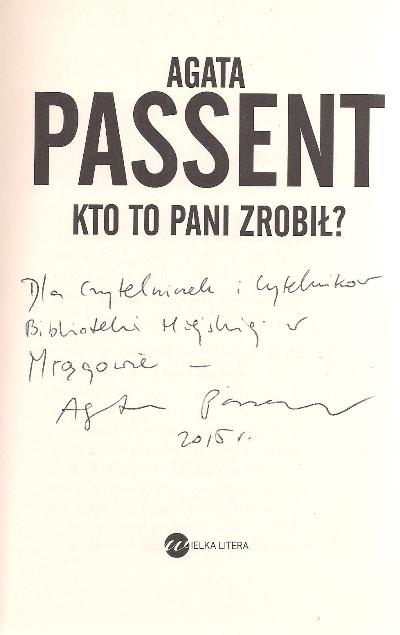 AGATA
PASSENT
KTO TO PANI ZROBIŁ?
Dla Czytelniczek i Czytelników
Biblioteki Miejskiej w
Mrągowie –
Agata Passent
2015 r.
WIELKA LITERA